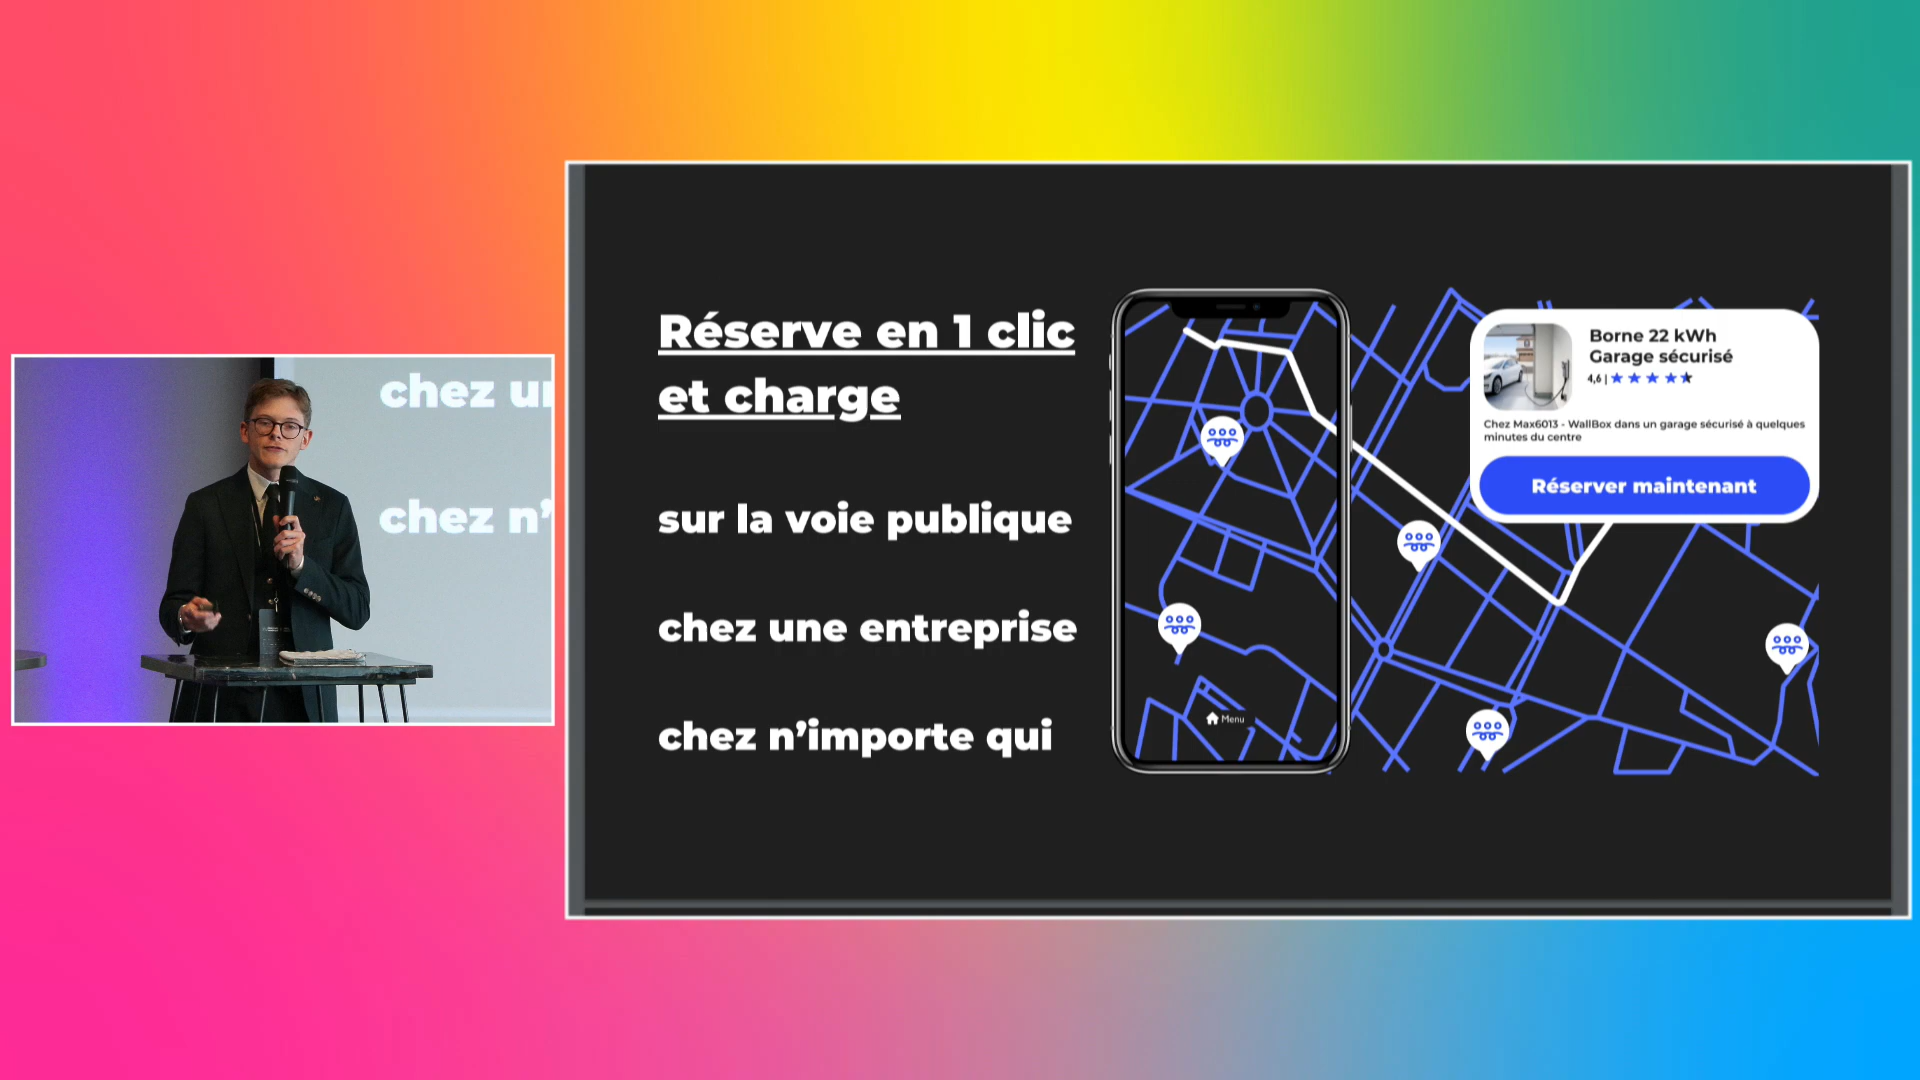 chez un
chez n'
Réserve en 1 clic
et charge
sur la voie publique
chez une entreprise
chez n'importe qui
Menu
Borne 22 kWh
Garage sécurisé
4,6 |
Chez Max6013 - WallBox dans un garage sécurisé à quelques
minutes du centre
Réserver maintenant